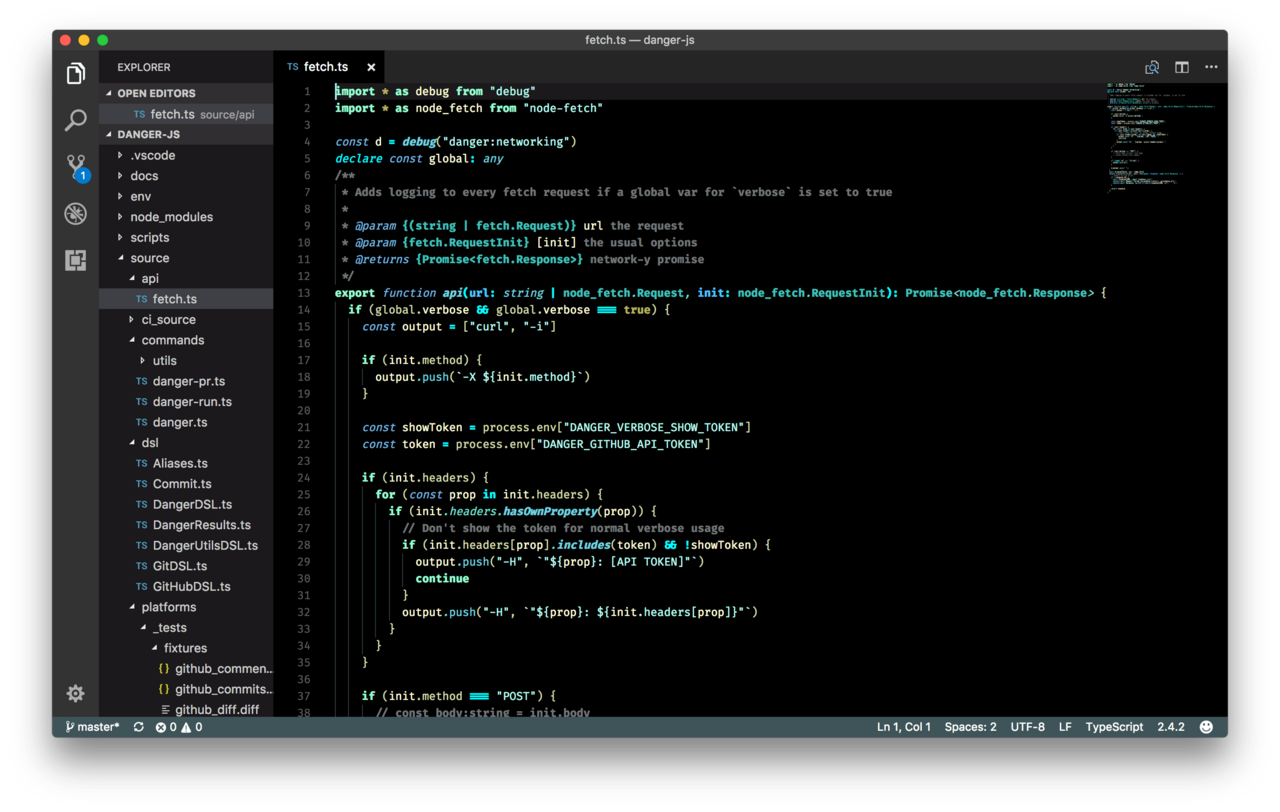 fetch.ts — danger-js
EXPLORER
OPEN EDITORS
TS fetch.ts source/api
DANGER-JS
.vscode
docs
env
node_modules
scripts
source
api
TS fetch.ts
ci_source
commands
utils
TS danger-pr.ts
TS danger-run.ts
TS danger.ts
dsl
TS Aliases.ts
TS Commit.ts
TS DangerDSL.ts
TS DangerResults.ts
TS DangerUtilsDSL.ts
TS GitDSL.ts
TS GitHubDSL.ts
platforms
_tests
fixtures
{} github_commen...
{} github_commits...
github_diff.diff
1
TS fetch.ts ×
1 import * as debug from "debug"
2 import * as node_fetch from "node-fetch"
3
4 const d = debug("danger:networking")
5 declare const global: any
6 /**
7  * Adds logging to every fetch request if a global var for `verbose` is set to true
8  *
9  * @param {(string | fetch.Request)} url the request
10  * @param {fetch.RequestInit} [init] the usual options
11  * @returns {Promise<fetch.Response>} network-y promise
12  */
13 export function api(url: string | node_fetch.Request, init: node_fetch.RequestInit): Promise<node_fetch.Response> {
14   if (global.verbose && global.verbose === true) {
15     const output = ["curl", "-i"]
16
17     if (init.method) {
18       output.push(`-X ${init.method}`)
19     }
20
21     const showToken = process.env["DANGER_VERBOSE_SHOW_TOKEN"]
22     const token = process.env["DANGER_GITHUB_API_TOKEN"]
23
24     if (init.headers) {
25       for (const prop in init.headers) {
26         if (init.headers.hasOwnProperty(prop)) {
27           // Don't show the token for normal verbose usage
28           if (init.headers[prop].includes(token) && !showToken) {
29             output.push("-H", `"${prop}: [API TOKEN]"`)
30             continue
31           }
32           output.push("-H", `"${prop}: ${init.headers[prop]}"`)
33         }
34       }
35     }
36
37     if (init.method === "POST") {
38       // const body:string = init.body
master* 0 0
Ln 1, Col 1 Spaces: 2 UTF-8 LF TypeScript 2.4.2